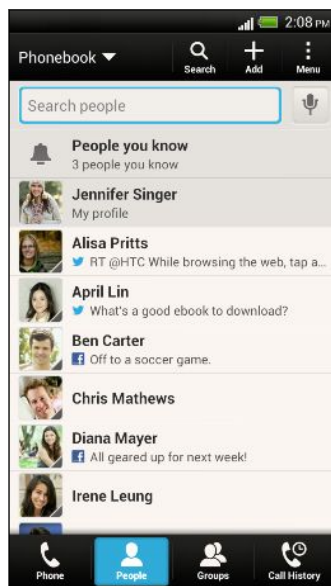 2:08 PM
Phonebook
Search
Add
Menu
Search people
People you know
3 people you know
Jennifer Singer
My profile
Alisa Pritts
RT @HTC While browsing the web, tap a...
April Lin
What's a good ebook to download?
Ben Carter
Off to a soccer game.
Chris Mathews
Diana Mayer
All geared up for next week!
Irene Leung
Phone
People
Groups
Call History